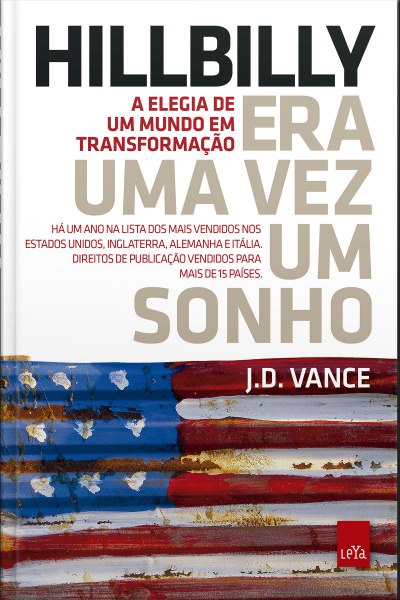 HILLBILLY
A ELEGIA DE
UM MUNDO EM
TRANSFORMAÇÃO
ERA
UMA VEZ
HÁ UM ANO NA LISTA DOS MAIS VENDIDOS NOS
ESTADOS UNIDOS, INGLATERRA, ALEMANHA E ITÁLIA.
DIREITOS DE PUBLICAÇÃO VENDIDOS PARA
MAIS DE 15 PAÍSES.
UM
SONHO
J.D. VANCE
LeYa